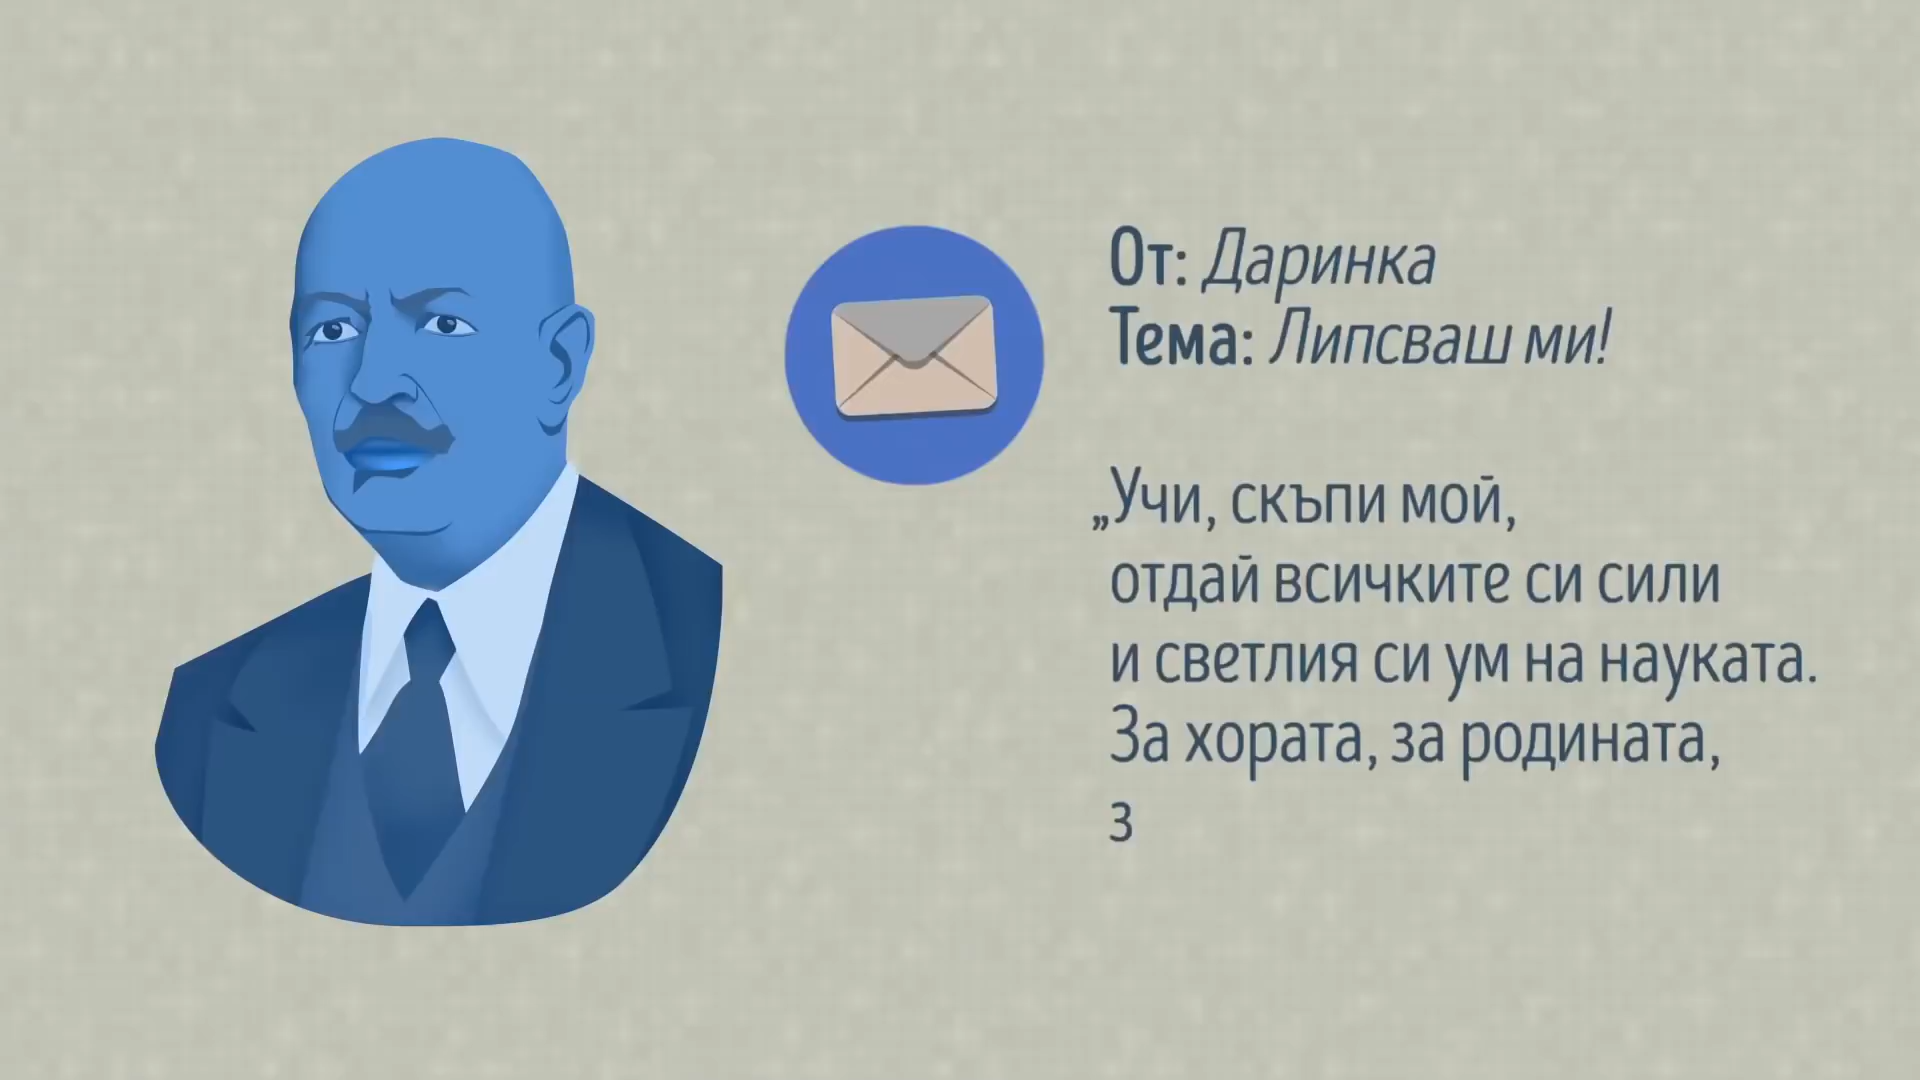 От: Даринка
Тема: Липсваш ми!
„Учи, скъпи мой,
отдай всичките си сили
и светлия си ум на науката.
За хората, за родината,
з